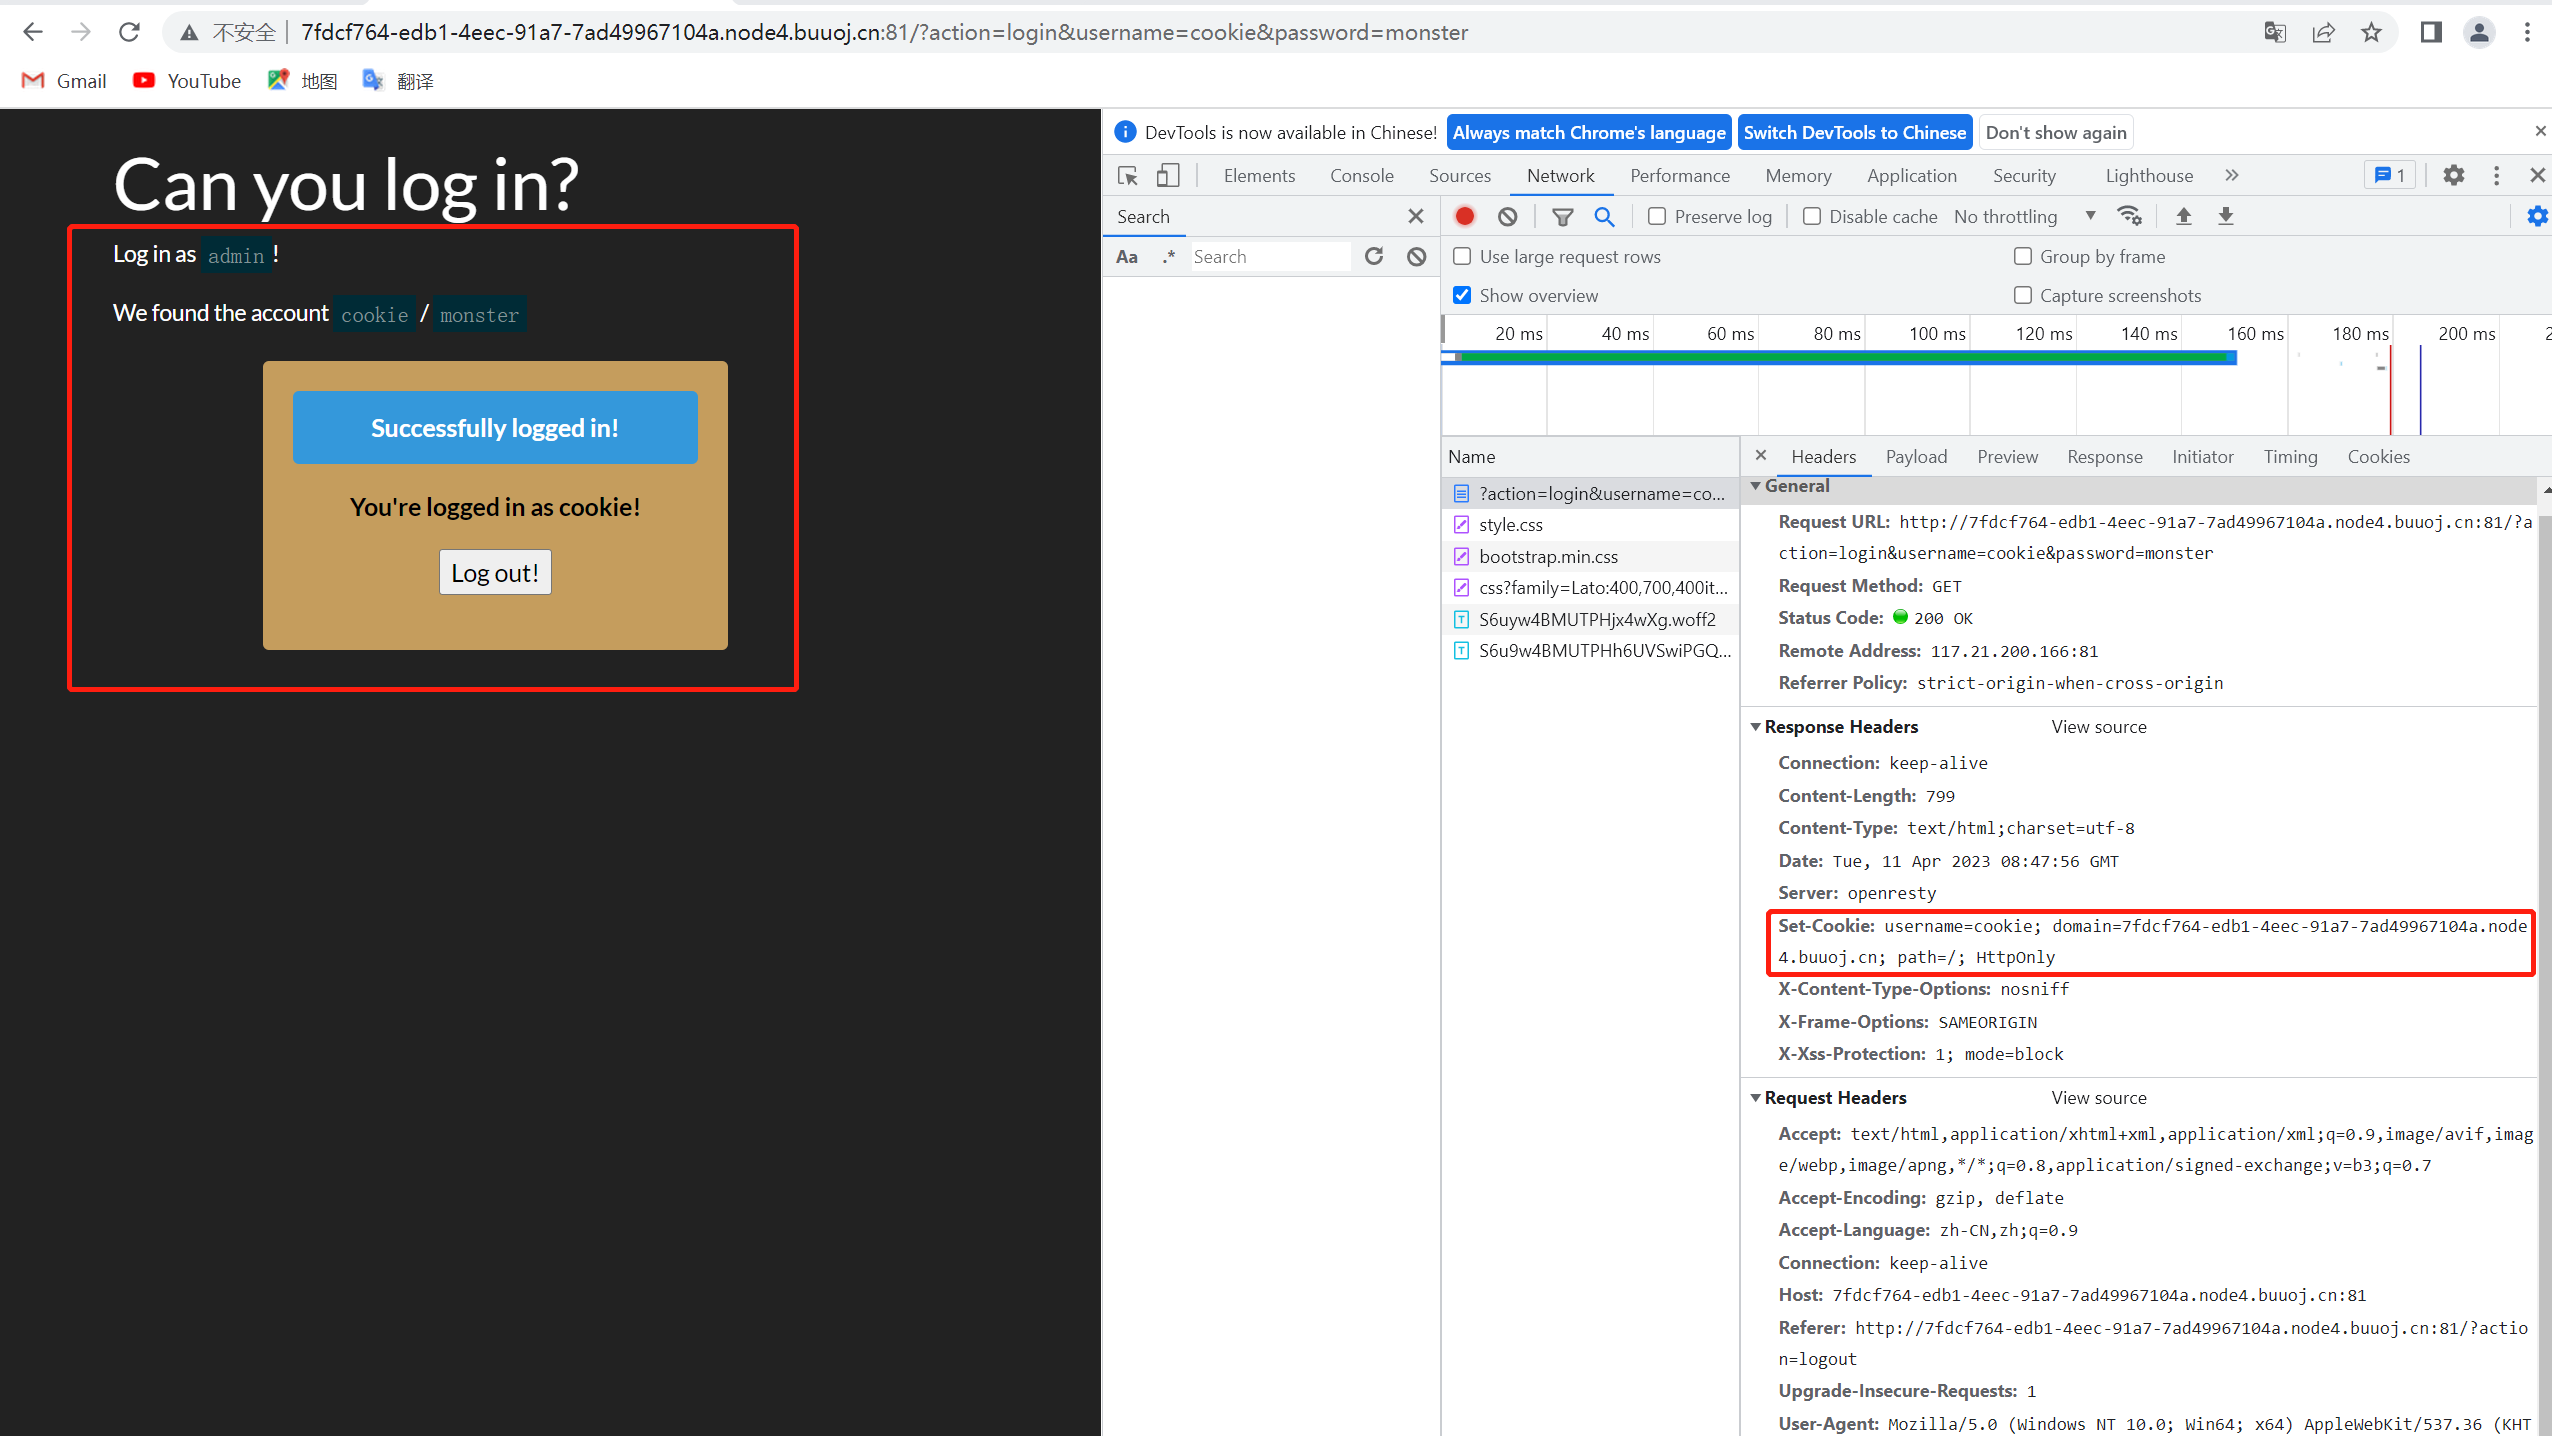 不安全 7fdcf764-edb1-4eec-91a7-7ad49967104a.node4.buuoj.cn:81/?action=login&username=cookie&password=monster
Gmail YouTube 地图 翻译
Can you log in?
Log in as admin !
We found the account cookie / monster
Successfully logged in!
You're logged in as cookie!
Log out!
DevTools is now available in Chinese! Always match Chrome's language Switch DevTools to Chinese Don't show again
Elements Console Sources Network Performance Memory Application Security Lighthouse 1
Search
Aa .* Search
Preserve log Disable cache No throttling
Use large request rows Group by frame
Show overview Capture screenshots
20 ms 40 ms 60 ms 80 ms 100 ms 120 ms 140 ms 160 ms 180 ms 200 ms 2
Name
?action=login&username=co...
style.css
bootstrap.min.css
css?family=Lato:400,700,400it...
S6uyw4BMUTPHjx4wXg.woff2
S6u9w4BMUTPHh6UVSwiPGQ...
Headers Payload Preview Response Initiator Timing Cookies
General
Request URL: http://7fdcf764-edb1-4eec-91a7-7ad49967104a.node4.buuoj.cn:81/?a
ction=login&username=cookie&password=monster
Request Method: GET
Status Code: 200 OK
Remote Address: 117.21.200.166:81
Referrer Policy: strict-origin-when-cross-origin
Response Headers View source
Connection: keep-alive
Content-Length: 799
Content-Type: text/html;charset=utf-8
Date: Tue, 11 Apr 2023 08:47:56 GMT
Server: openresty
Set-Cookie: username=cookie; domain=7fdcf764-edb1-4eec-91a7-7ad49967104a.node
4.buuoj.cn; path=/; HttpOnly
X-Content-Type-Options: nosniff
X-Frame-Options: SAMEORIGIN
X-Xss-Protection: 1; mode=block
Request Headers View source
Accept: text/html,application/xhtml+xml,application/xml;q=0.9,image/avif,imag
e/webp,image/apng,*/*;q=0.8,application/signed-exchange;v=b3;q=0.7
Accept-Encoding: gzip, deflate
Accept-Language: zh-CN,zh;q=0.9
Connection: keep-alive
Host: 7fdcf764-edb1-4eec-91a7-7ad49967104a.node4.buuoj.cn:81
Referer: http://7fdcf764-edb1-4eec-91a7-7ad49967104a.node4.buuoj.cn:81/?actio
n=logout
Upgrade-Insecure-Requests: 1
User-Agent: Mozilla/5.0 (Windows NT 10.0; Win64; x64) AppleWebKit/537.36 (KHT